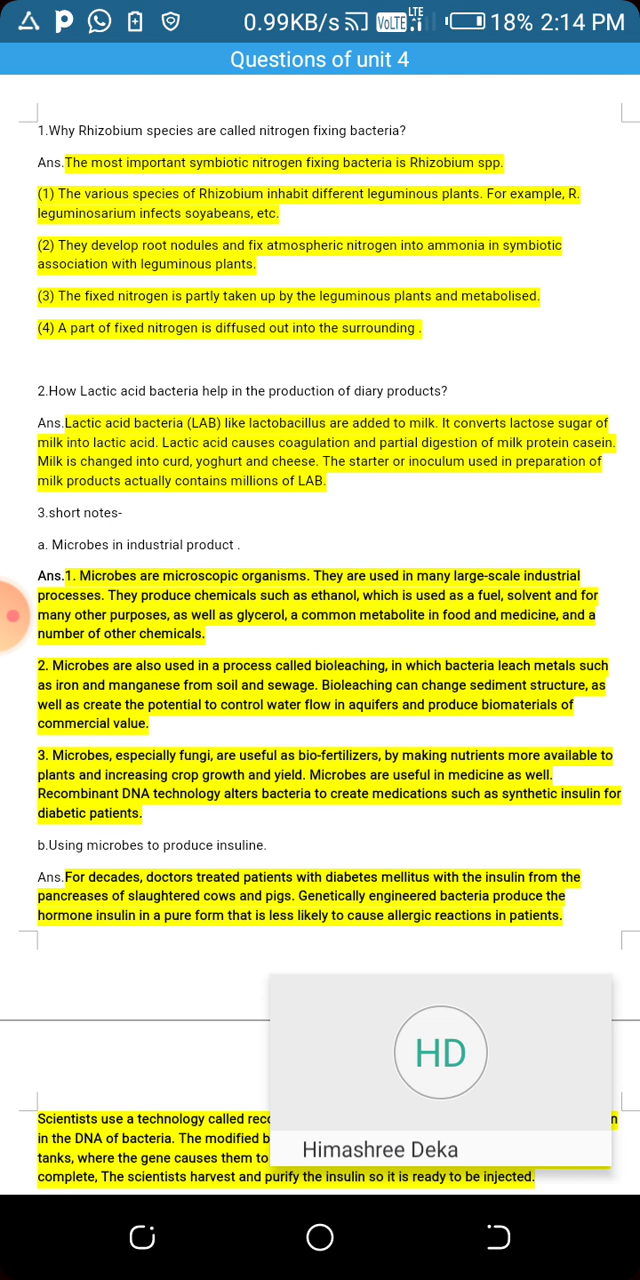 0.99KB/s VoLTE LTE 18% 2:14 PM
Questions of unit 4
1.Why Rhizobium species are called nitrogen fixing bacteria?
Ans.The most important symbiotic nitrogen fixing bacteria is Rhizobium spp.
(1) The various species of Rhizobium inhabit different leguminous plants. For example, R.
leguminosarium infects soyabeans, etc.
(2) They develop root nodules and fix atmospheric nitrogen into ammonia in symbiotic
association with leguminous plants.
(3) The fixed nitrogen is partly taken up by the leguminous plants and metabolised.
(4) A part of fixed nitrogen is diffused out into the surrounding .
2.How Lactic acid bacteria help in the production of diary products?
Ans.Lactic acid bacteria (LAB) like lactobacillus are added to milk. It converts lactose sugar of
milk into lactic acid. Lactic acid causes coagulation and partial digestion of milk protein casein.
Milk is changed into curd, yoghurt and cheese. The starter or inoculum used in preparation of
milk products actually contains millions of LAB.
3.short notes-
a. Microbes in industrial product .
Ans.1. Microbes are microscopic organisms. They are used in many large-scale industrial
processes. They produce chemicals such as ethanol, which is used as a fuel, solvent and for
many other purposes, as well as glycerol, a common metabolite in food and medicine, and a
number of other chemicals.
2. Microbes are also used in a process called bioleaching, in which bacteria leach metals such
as iron and manganese from soil and sewage. Bioleaching can change sediment structure, as
well as create the potential to control water flow in aquifers and produce biomaterials of
commercial value.
3. Microbes, especially fungi, are useful as bio-fertilizers, by making nutrients more available to
plants and increasing crop growth and yield. Microbes are useful in medicine as well.
Recombinant DNA technology alters bacteria to create medications such as synthetic insulin for
diabetic patients.
b.Using microbes to produce insuline.
Ans.For decades, doctors treated patients with diabetes mellitus with the insulin from the
pancreases of slaughtered cows and pigs. Genetically engineered bacteria produce the
hormone insulin in a pure form that is less likely to cause allergic reactions in patients.
HD
Himashree Deka
Scientists use a technology called
in the DNA of bacteria. The modified
tanks, where the gene causes them to
complete, The scientists harvest and purify the insulin so it is ready to be injected.